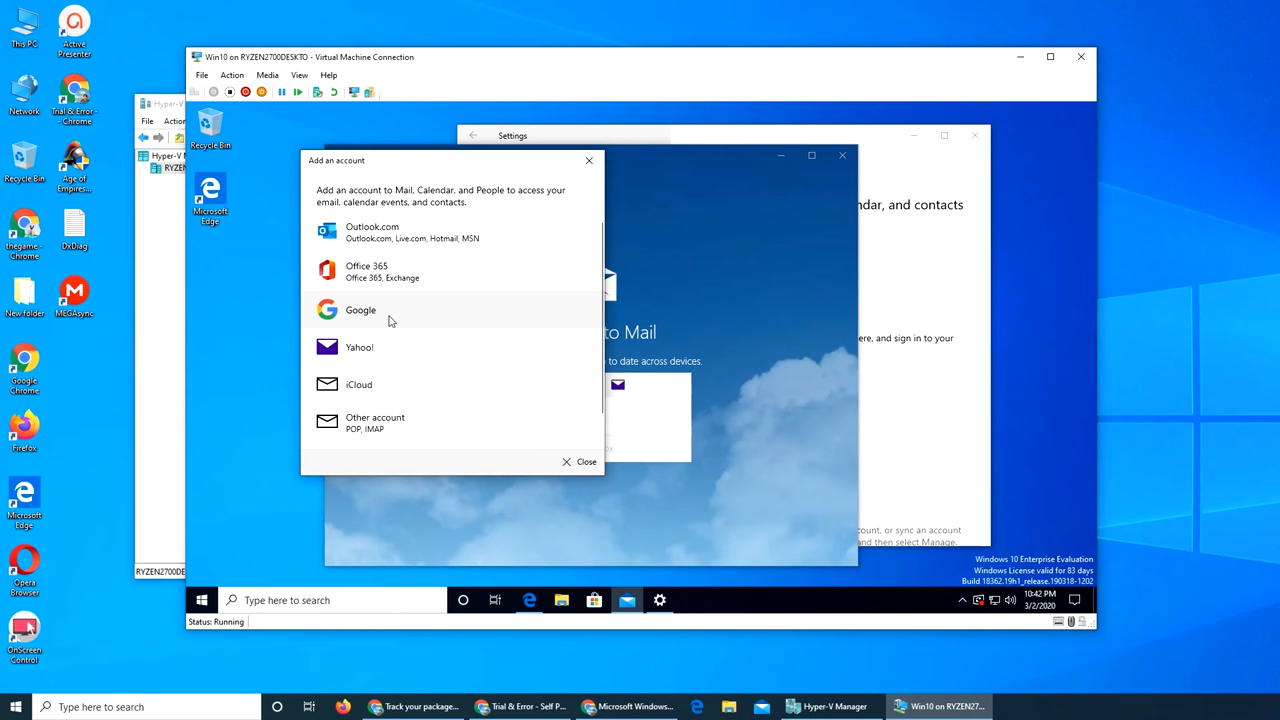 This PC
Active
Presenter
Network
Trial & Error -
- Chrome
Recycle Bin
Age of
Empires...
thegame -
Chrome
DxDiag
New folder
MEGAsync
Google
Chrome
Firefox
Microsoft
Edge
Opera
Browser
OnScreen
Control
Hyper-V
File
Action
Hyper-V M
RYZEN
RYZEN2700DE
Win10 on RYZEN2700DESKTO - Virtual Machine Connection
File
Action
Media
View
Help
Recycle Bin
Microsoft
Edge
Settings
ndar, and contacts
ere, and sign in to your
count, or sync an account
and then select Manage.
to Mail
to date across devices.
Add an account
Add an account to Mail, Calendar, and People to access your
email, calendar events, and contacts.
Outlook.com
Outlook.com, Live.com, Hotmail, MSN
Office 365
Office 365, Exchange
Google
Yahoo!
iCloud
Other account
POP, IMAP
Close
Windows 10 Enterprise Evaluation
Windows License valid for 83 days
Build 18362.19h1_release.190318-1202
Type here to search
10:42 PM
3/2/2020
Status: Running
Type here to search
Track your package...
Trial & Error - Self P...
Microsoft Windows...
Hyper-V Manager
Win10 on RYZEN27...